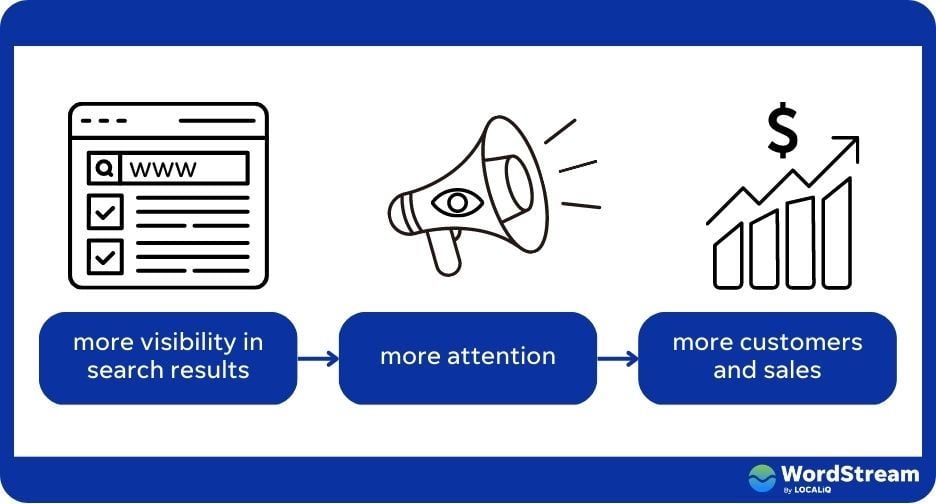 www
$
more visibility in
search results
more attention
more customers
and sales
WordStream
By LOCALiQ